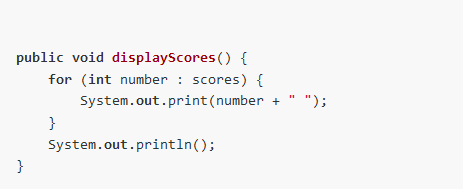 public void displayScores() {
    for (int number : scores) {
        System.out.print(number + " ");
    }
    System.out.println();
}